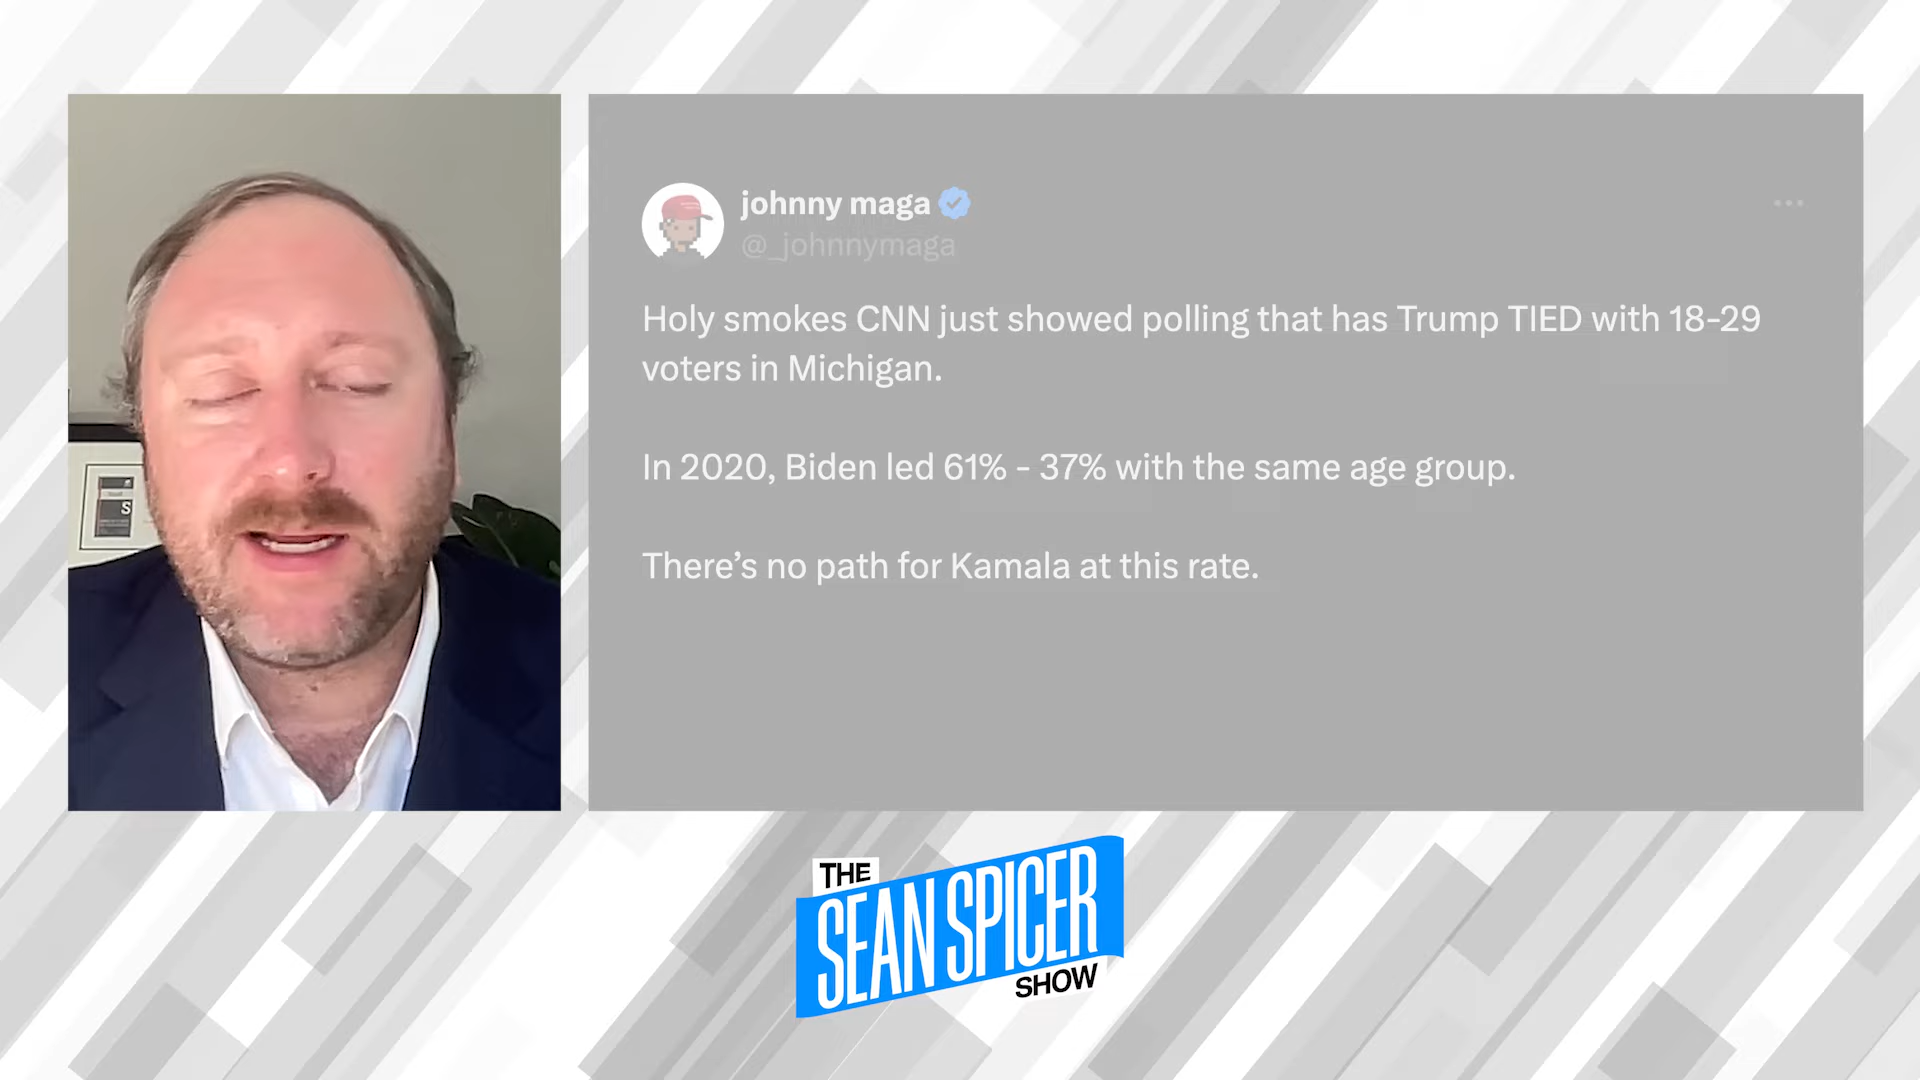 johnny maga
@_johnnymaga
Holy smokes CNN just showed polling that has Trump TIED with 18-29
voters in Michigan.
In 2020, Biden led 61% - 37% with the same age group.
There’s no path for Kamala at this rate.
S
THE
SEAN SPICER
SHOW